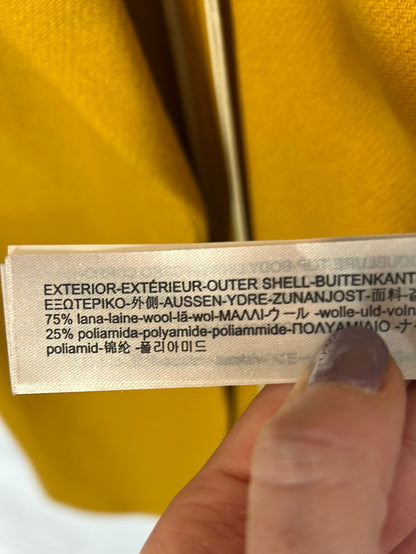 EXTERIOR-EXTÉRIEUR-OUTER SHELL-BUITENKANT
ΕΞΩΤΕΡΙΚΟ-外側-AUSSEN-YDRE-ZUNANJOST-面料-
75% lana-laine-wool-lã-wol-ΜΑΛΛΙ-ウール -wolle-uld-voln
25% poliamida-polyamide-poliammide-ΠΟΛΥΑΜΙΔΙΟ-ナ
poliamid-锦纶 -폴리아미드